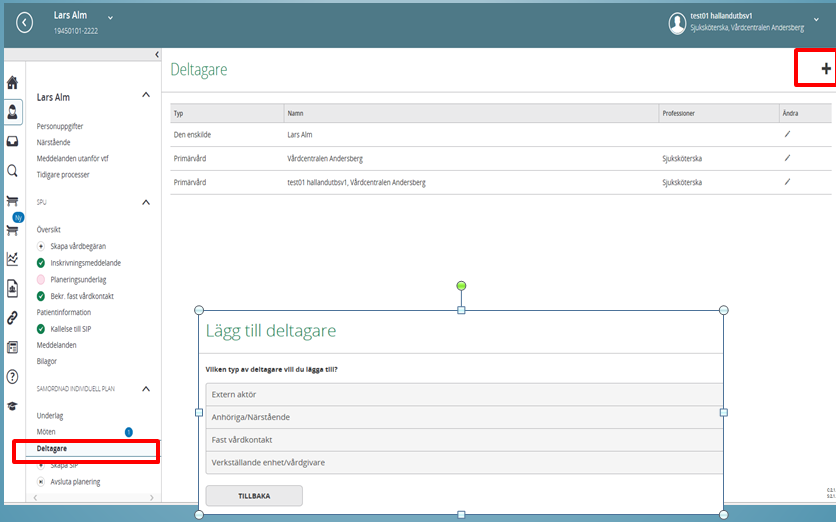 Lars Alm
19450101-2222
test01 hallandutbsv1
Sjuksköterska, Vårdcentralen Andersberg
Lars Alm
Personuppgifter
Närstående
Meddelanden utanför vtf
Tidigare processer
SPU
Ny
Översikt
Skapa vårdbegäran
Inskrivningsmeddelande
Planeringsunderlag
Bekr. fast vårdkontakt
Patientinformation
Kallelse till SIP
Meddelanden
Bilagor
SAMORDNAD INDIVIDUELL PLAN
Underlag
Möten 1
Deltagare
Skapa SIP
Avsluta planering
Deltagare
Typ Namn Professioner Ändra
Den enskilde Lars Alm
Primärvård Vårdcentralen Andersberg Sjuksköterska
Primärvård test01 hallandutbsv1, Vårdcentralen Andersberg Sjuksköterska
Lägg till deltagare
Vilken typ av deltagare vill du lägga till?
Extern aktör
Anhöriga/Närstående
Fast vårdkontakt
Verkställande enhet/vårdgivare
TILLBAKA